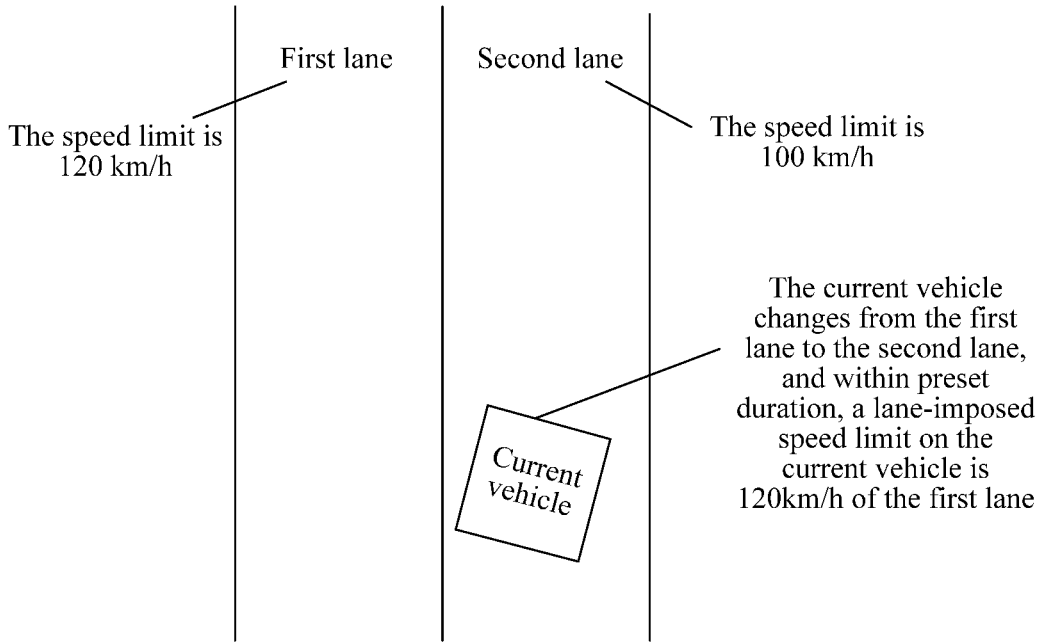 First lane
Second lane
The speed limit is
120 km/h
The speed limit is
100 km/h
The current vehicle
changes from the first
lane to the second lane,
and within preset
duration, a lane-imposed
speed limit on the
current vehicle is
120km/h of the first lane
Current
vehicle